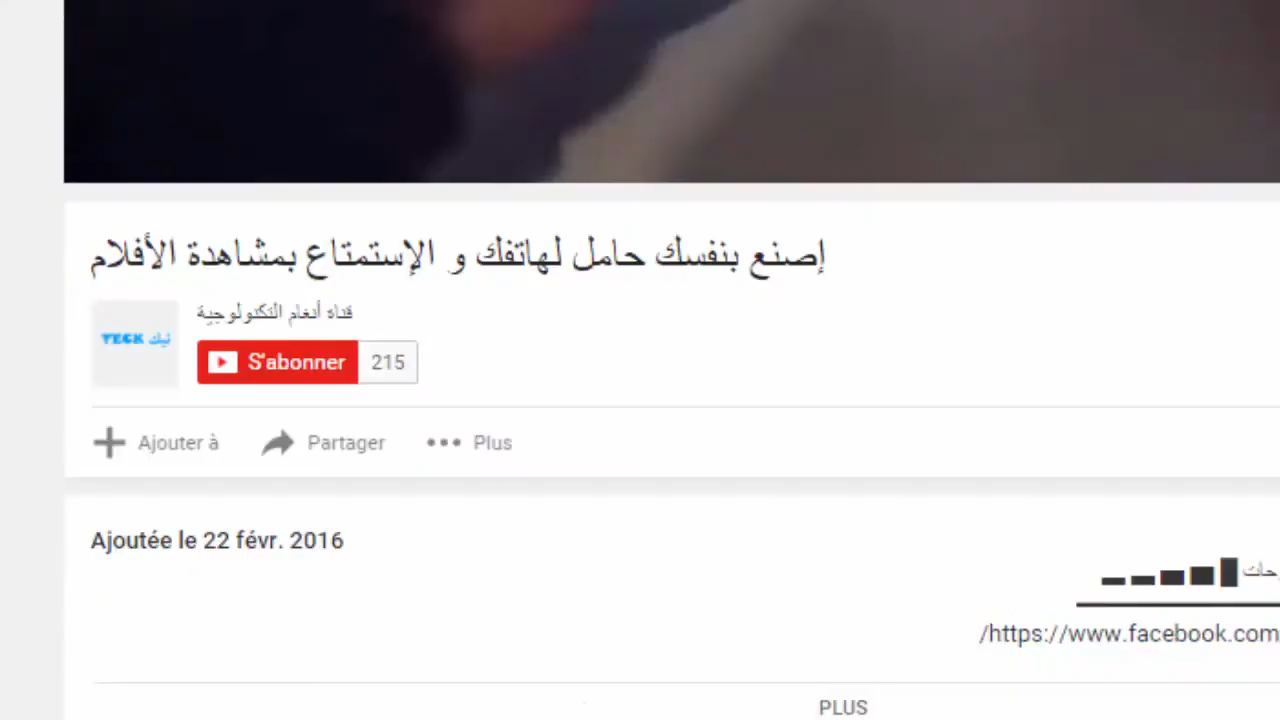 إصنع بنفسك حامل لهاتفك و الإستمتاع بمشاهدة الأفلام
قناة أنغام التكنولوجية
TECK تيك
S'abonner 215
Ajouter à Partager Plus
Ajoutée le 22 févr. 2016
/https://www.facebook.com
PLUS